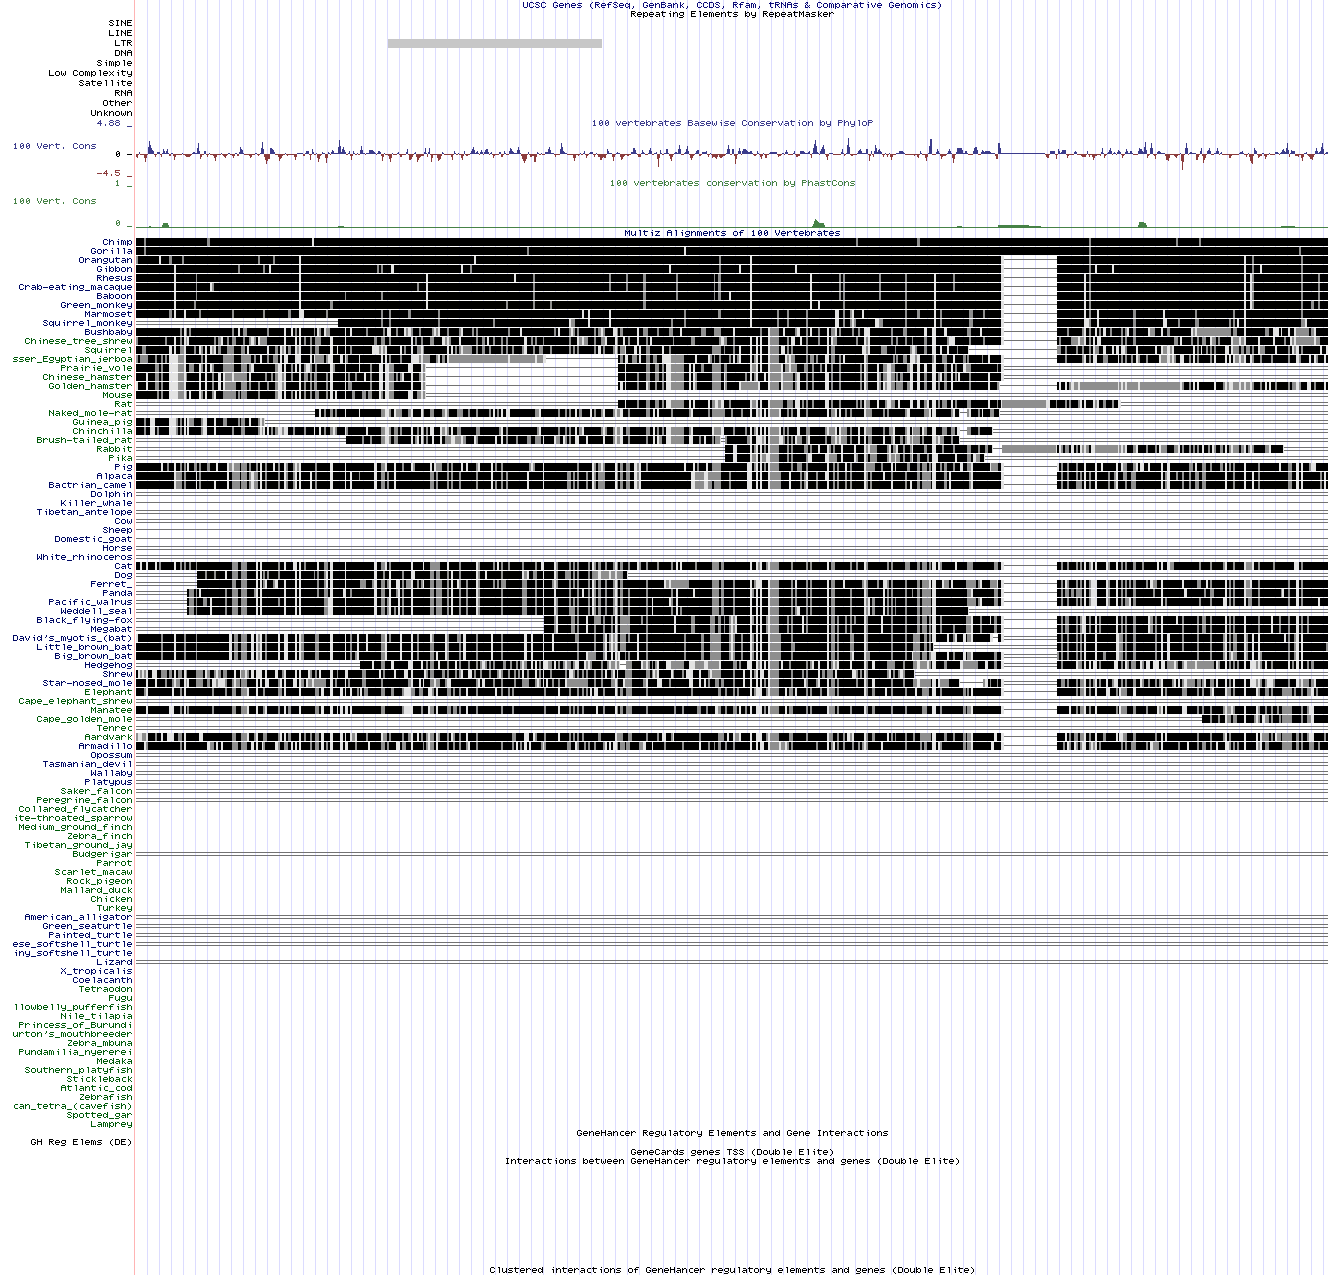 UCSC Genes (RefSeq, GenBank, CCDS, Rfam, tRNAs & Comparative Genomics)
Repeating Elements by RepeatMasker
SINE
LINE
LTR
DNA
Simple
Low Complexity
Satellite
RNA
Other
Unknown
4.88 _
100 vertebrates Basewise Conservation by PhyloP
100 Vert. Cons
0 _
-4.5 _
1 _
100 vertebrates conservation by PhastCons
100 Vert. Cons
0 _
Multiz Alignments of 100 Vertebrates
Chimp
Gorilla
Orangutan
Gibbon
Rhesus
Crab-eating_macaque
Baboon
Green_monkey
Marmoset
Squirrel_monkey
Bushbaby
Chinese_tree_shrew
Squirrel
sser_Egyptian_jerboa
Prairie_vole
Chinese_hamster
Golden_hamster
Mouse
Rat
Naked_mole-rat
Guinea_pig
Chinchilla
Brush-tailed_rat
Rabbit
Pika
Pig
Alpaca
Bactrian_camel
Dolphin
Killer_whale
Tibetan_antelope
Cow
Sheep
Domestic_goat
Horse
White_rhinoceros
Cat
Dog
Ferret_
Panda
Pacific_walrus
Weddell_seal
Black_flying-fox
Megabat
David's_myotis_(bat)
Little_brown_bat
Big_brown_bat
Hedgehog
Shrew
Star-nosed_mole
Elephant
Cape_elephant_shrew
Manatee
Cape_golden_mole
Tenrec
Aardvark
Armadillo
Opossum
Tasmanian_devil
Wallaby
Platypus
Saker_falcon
Peregrine_falcon
Collared_flycatcher
ite-throated_sparrow
Medium_ground_finch
Zebra_finch
Tibetan_ground_jay
Budgerigar
Parrot
Scarlet_macaw
Rock_pigeon
Mallard_duck
Chicken
Turkey
American_alligator
Green_seaturtle
Painted_turtle
ese_softshell_turtle
iny_softshell_turtle
Lizard
X_tropicalis
Coelacanth
Tetraodon
Fugu
llowbelly_pufferfish
Nile_tilapia
Princess_of_Burundi
urton's_mouthbreeder
Zebra_mbuna
Pundamilia_nyererei
Medaka
Southern_platyfish
Stickleback
Atlantic_cod
Zebrafish
can_tetra_(cavefish)
Spotted_gar
Lamprey
GeneHancer Regulatory Elements and Gene Interactions
GH Reg Elems (DE)
GeneCards genes TSS (Double Elite)
Interactions between GeneHancer regulatory elements and genes (Double Elite)
Clustered interactions of GeneHancer regulatory elements and genes (Double Elite)